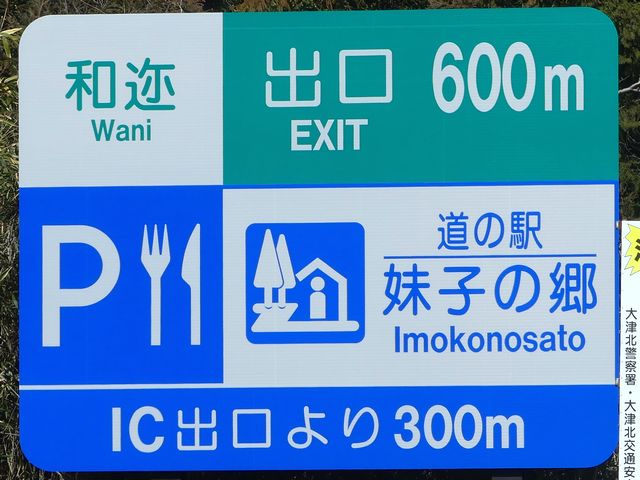 和迩
Wani
出口 600m
EXIT
P
道の駅
妹子の郷
Imokonosato
IC出口より300m
大津北警察署・大津北交通安